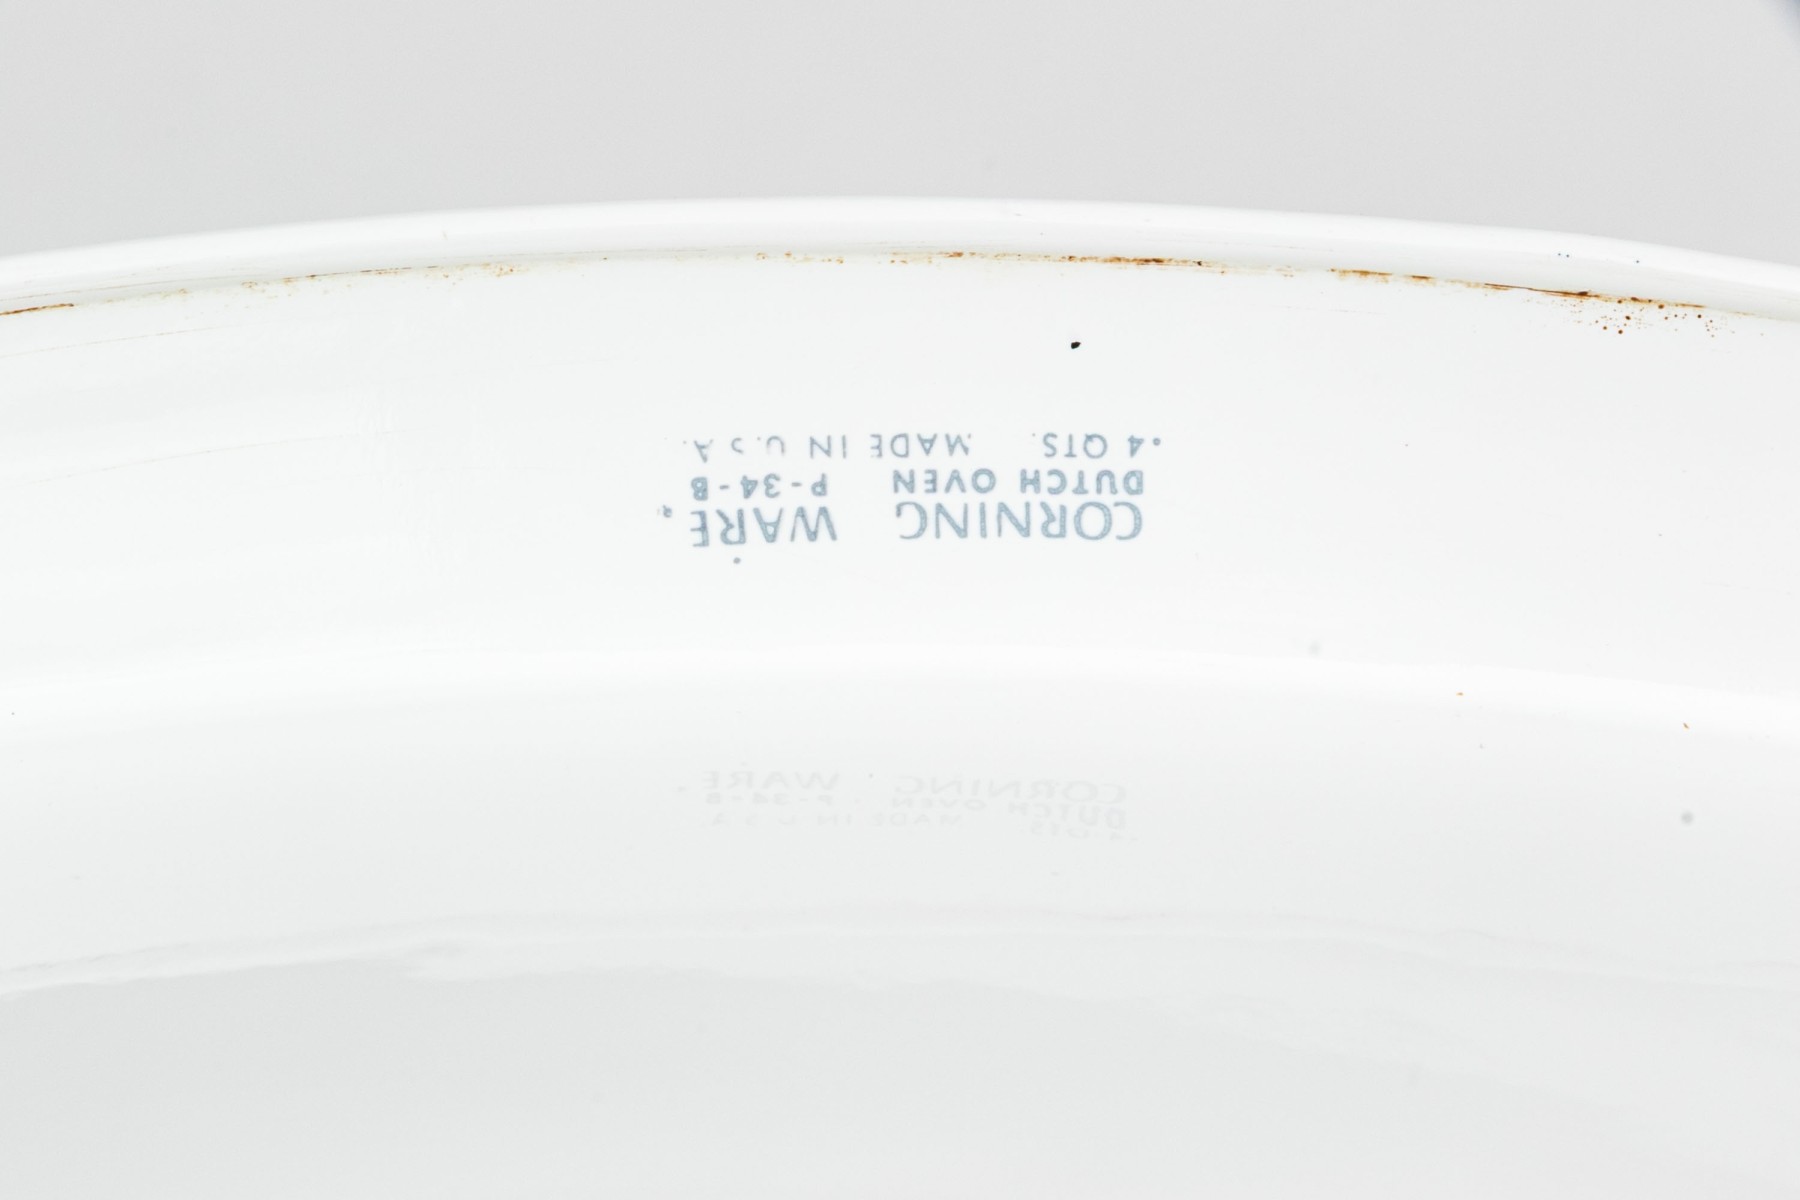 CORNING WARE®
DUTCH OVEN P-34-B
4 QTS. MADE IN U.S.A.